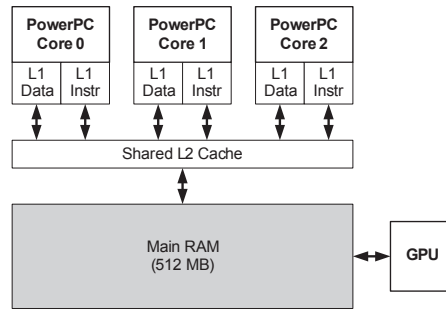 PowerPC
Core 0
PowerPC
Core 1
PowerPC
Core 2
L1
Data
L1
Instr
L1
Data
L1
Instr
L1
Data
L1
Instr
Shared L2 Cache
Main RAM
(512 MB)
GPU